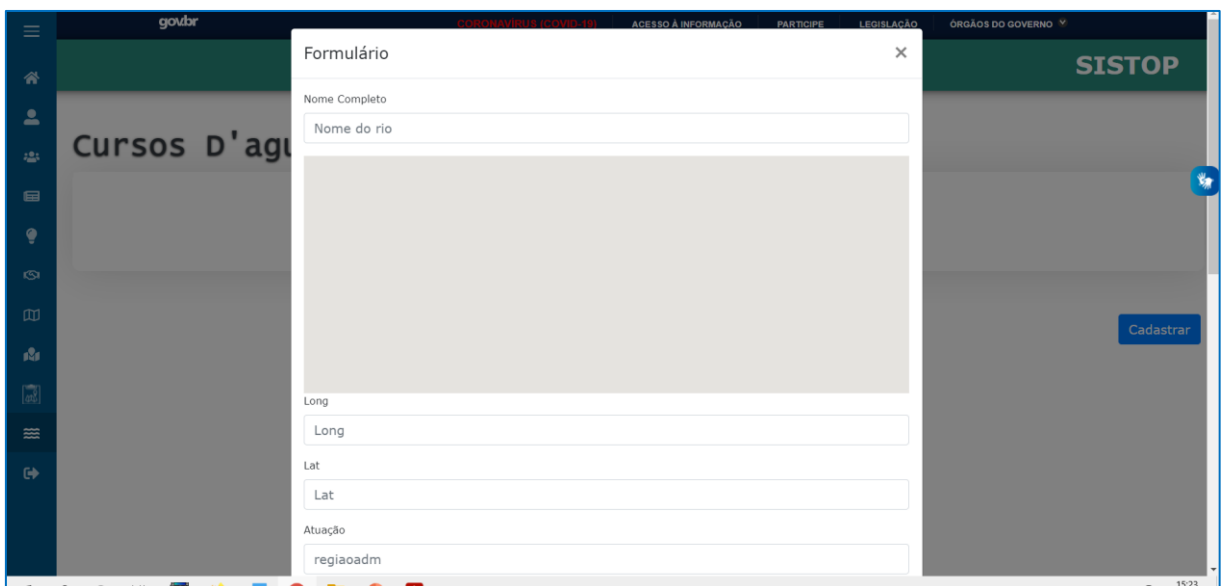 gov.br CORONAVÍRUS (COVID-19) ACESSO À INFORMAÇÃO PARTICIPE LEGISLAÇÃO ÓRGÃOS DO GOVERNO
Formulário ×
SISTOP
Nome Completo
Nome do rio
Cursos D'agu
Cadastrar
Long
Long
Lat
Lat
Atuação
regiaoadm
15:23